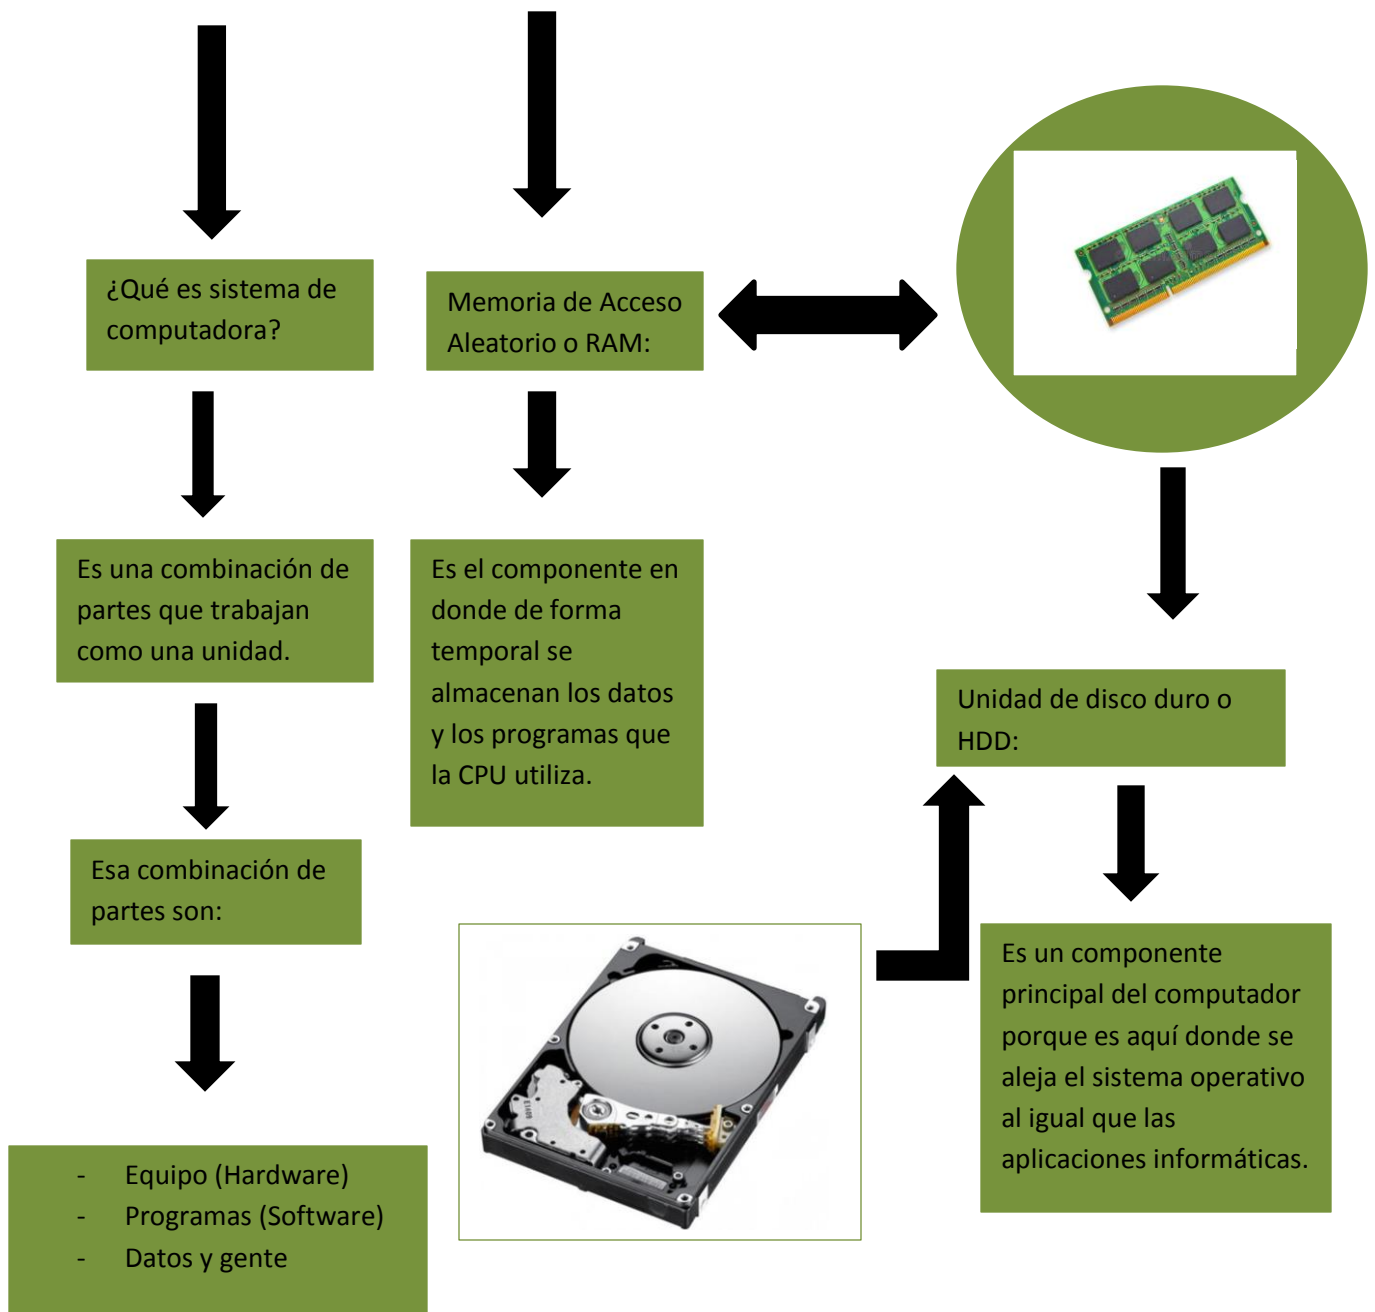 ¿Qué es sistema de
computadora?
Memoria de Acceso
Aleatorio o RAM:
Es una combinación de
partes que trabajan
como una unidad.
Es el componente en
donde de forma
temporal se
almacenan los datos
y los programas que
la CPU utiliza.
Unidad de disco duro o
HDD:
Esa combinación de
partes son:
Es un componente
principal del computador
porque es aquí donde se
aleja el sistema operativo
al igual que las
aplicaciones informáticas.
- Equipo (Hardware)
- Programas (Software)
- Datos y gente